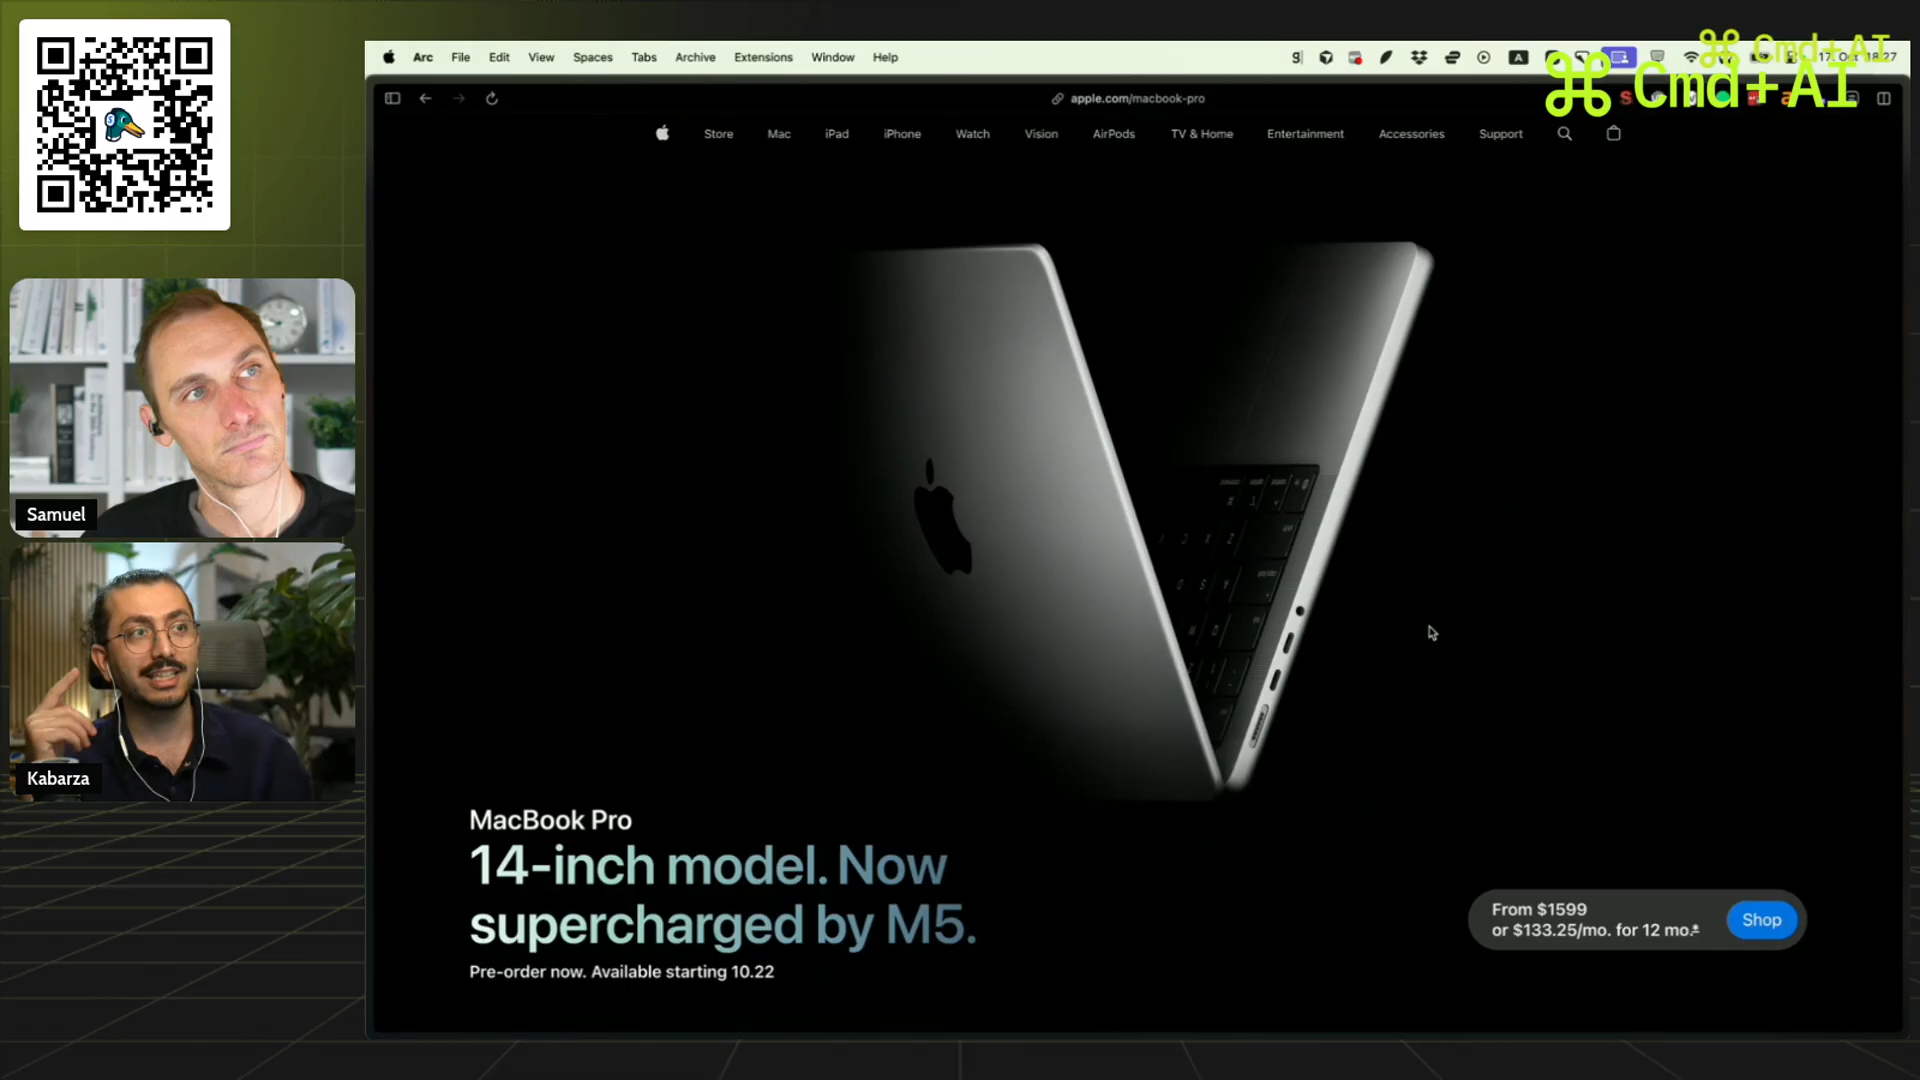 Cmd+AI
Cmd+AI
Arc File Edit View Spaces Tabs Archive Extensions Window Help
apple.com/macbook-pro
Store Mac iPad iPhone Watch Vision AirPods TV & Home Entertainment Accessories Support
Samuel
Kabarza
MacBook Pro
14-inch model. Now
supercharged by M5.
Pre-order now. Available starting 10.22
From $1599
or $133.25/mo. for 12 mo.±
Shop